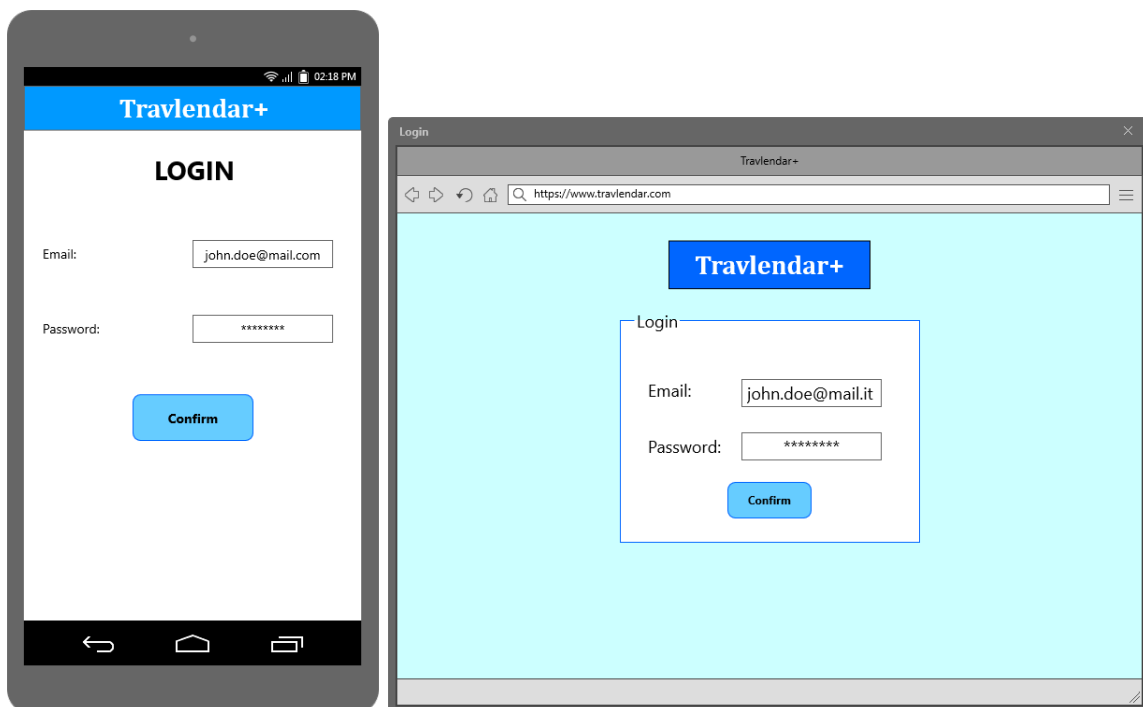 02:18 PM
Travlendar+
LOGIN
Email:
john.doe@mail.com
Password:
********
Confirm
Login
Travlendar+
https://www.travlendar.com
Travlendar+
Login
Email:
john.doe@mail.it
Password:
********
Confirm